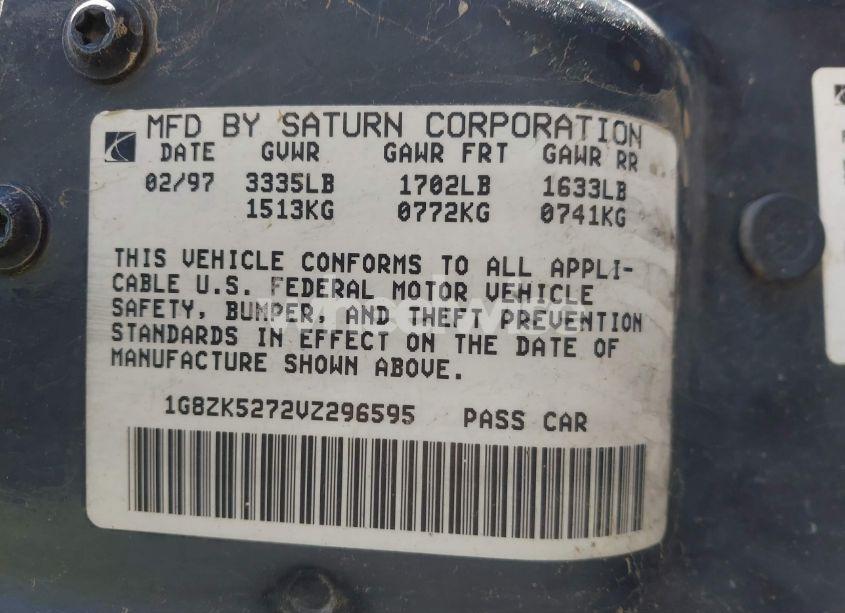 MFD BY SATURN CORPORATION
DATE GVWR GAWR FRT GAWR RR
02/97 3335LB 1702LB 1633LB
1513KG 0772KG 0741KG
THIS VEHICLE CONFORMS TO ALL APPLI-
CABLE U.S. FEDERAL MOTOR VEHICLE
SAFETY, BUMPER, AND THEFT PREVENTION
STANDARDS IN EFFECT ON THE DATE OF
MANUFACTURE SHOWN ABOVE.
1G8ZK5272VZ296595 PASS CAR